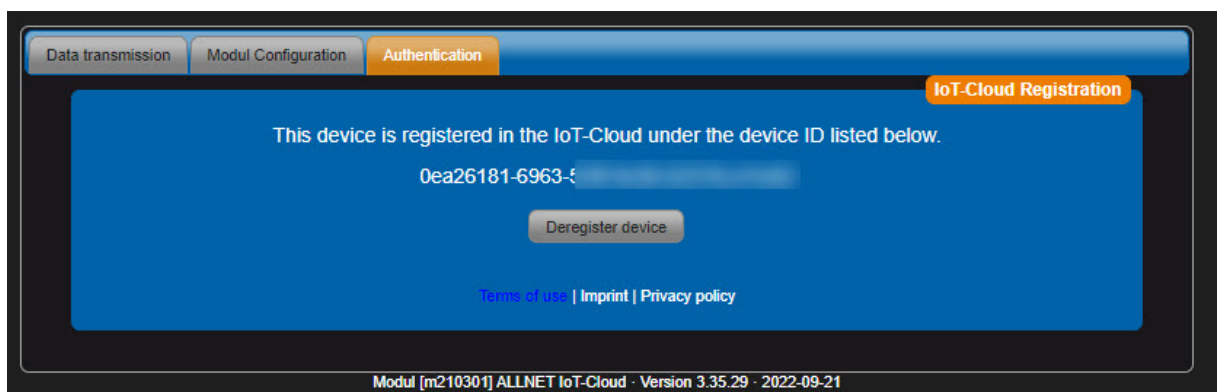 Data transmission Modul Configuration Authentication
IoT-Cloud Registration
This device is registered in the IoT-Cloud under the device ID listed below.
0ea26181-6963-
Deregister device
Terms of use | Imprint | Privacy policy
Modul [m210301] ALLNET IoT-Cloud · Version 3.35.29 · 2022-09-21